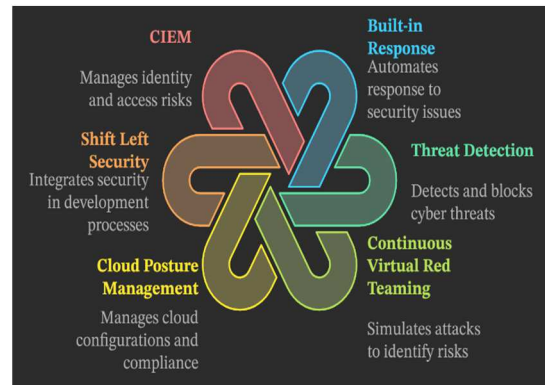 CIEM
Manages identity
and access risks
Built-in
Response
Automates
response to
security issues
Shift Left
Security
Integrates security
in development
processes
Threat Detection
Detects and blocks
cyber threats
Cloud Posture
Management
Manages cloud
configurations and
compliance
Continuous
Virtual Red
Teaming
Simulates attacks
to identify risks